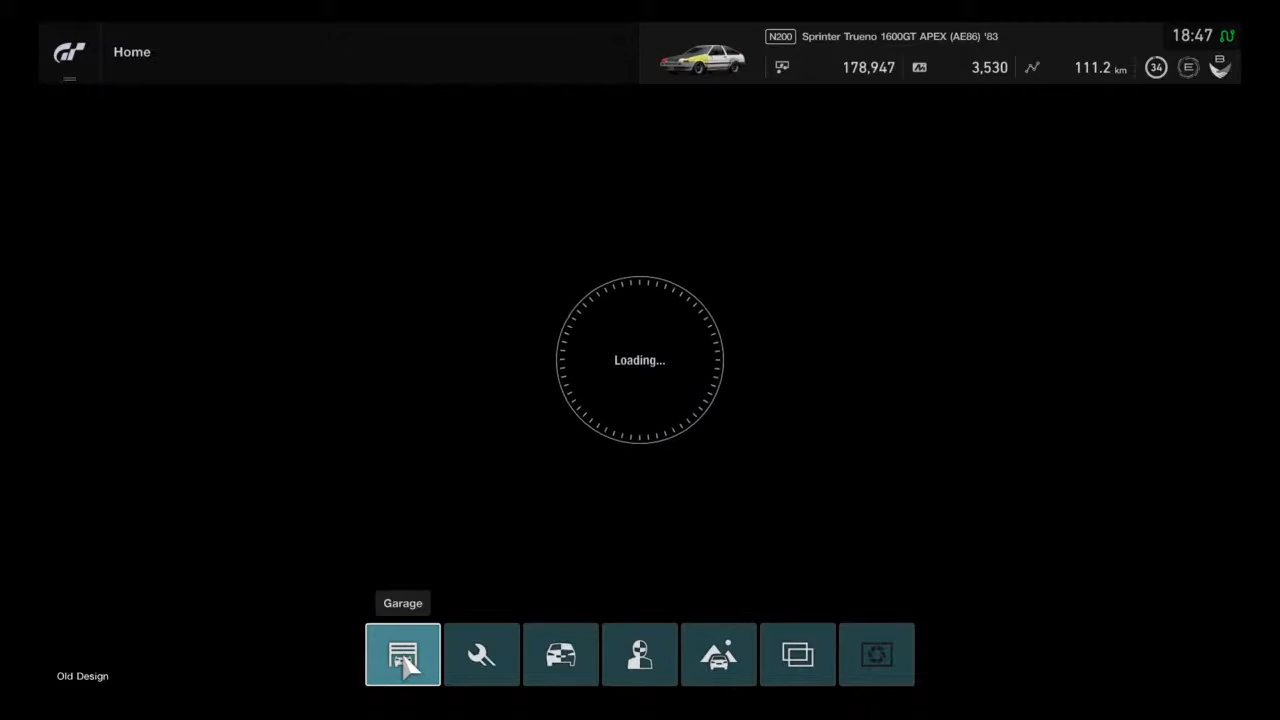 Home
N200 Sprinter Trueno 1600GT APEX (AE86) '83
18:47
178,947
3,530
111.2 km
34
E
B
Loading...
Garage
Old Design